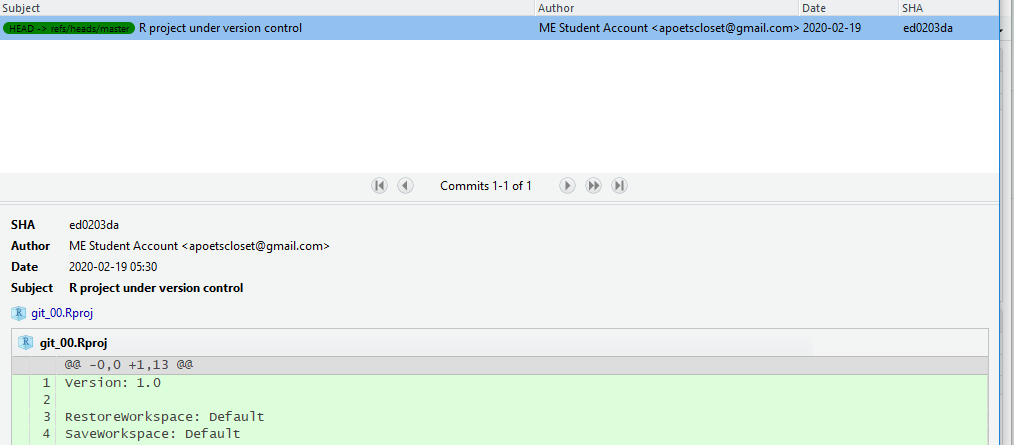 Subject Author Date SHA
HEAD -> refs/heads/master R project under version control ME Student Account <apoetscloset@gmail.com> 2020-02-19 ed0203da
Commits 1-1 of 1
SHA ed0203da
Author ME Student Account <apoetscloset@gmail.com>
Date 2020-02-19 05:30
Subject R project under version control
R git_00.Rproj
R git_00.Rproj
@@ -0,0 +1,13 @@
1 Version: 1.0
2
3 RestoreWorkspace: Default
4 SaveWorkspace: Default